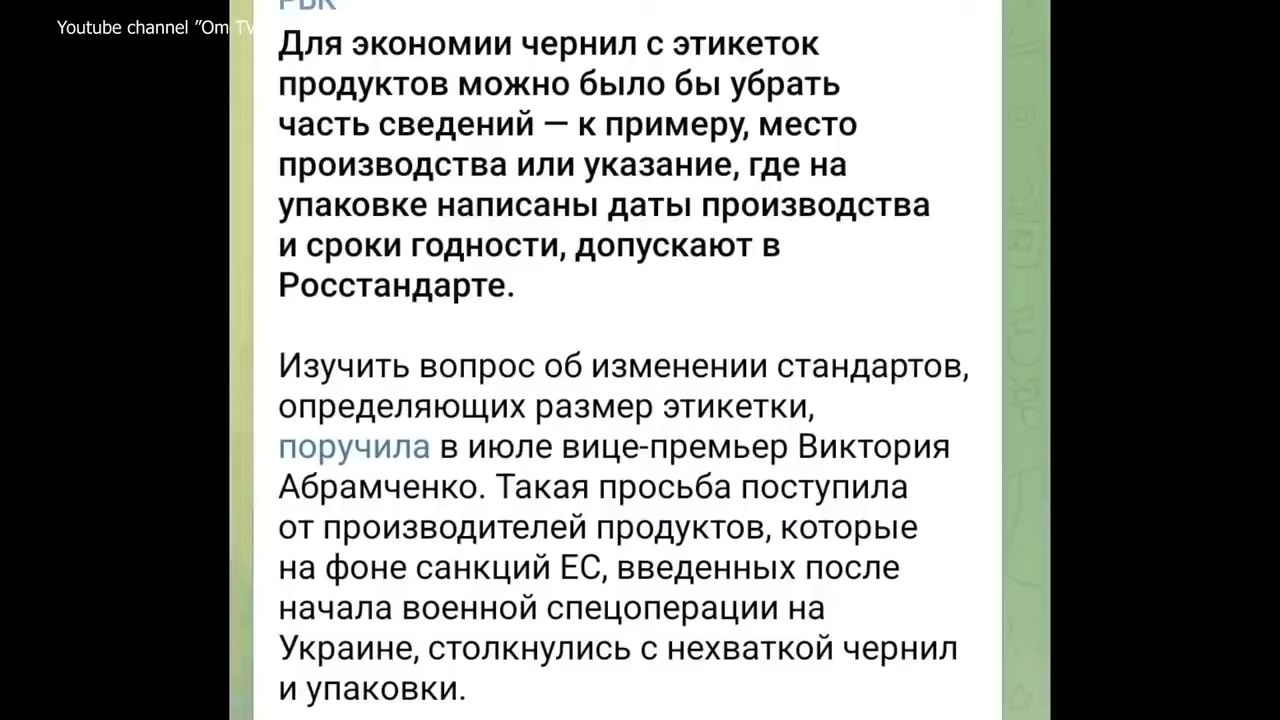 РБК
Youtube channel "Om TV
Для экономии чернил с этикеток
продуктов можно было бы убрать
часть сведений — к примеру, место
производства или указание, где на
упаковке написаны даты производства
и сроки годности, допускают в
Росстандарте.
Изучить вопрос об изменении стандартов,
определяющих размер этикетки,
поручила в июле вице-премьер Виктория
Абрамченко. Такая просьба поступила
от производителей продуктов, которые
на фоне санкций ЕС, введенных после
начала военной спецоперации на
Украине, столкнулись с нехваткой чернил
и упаковки.